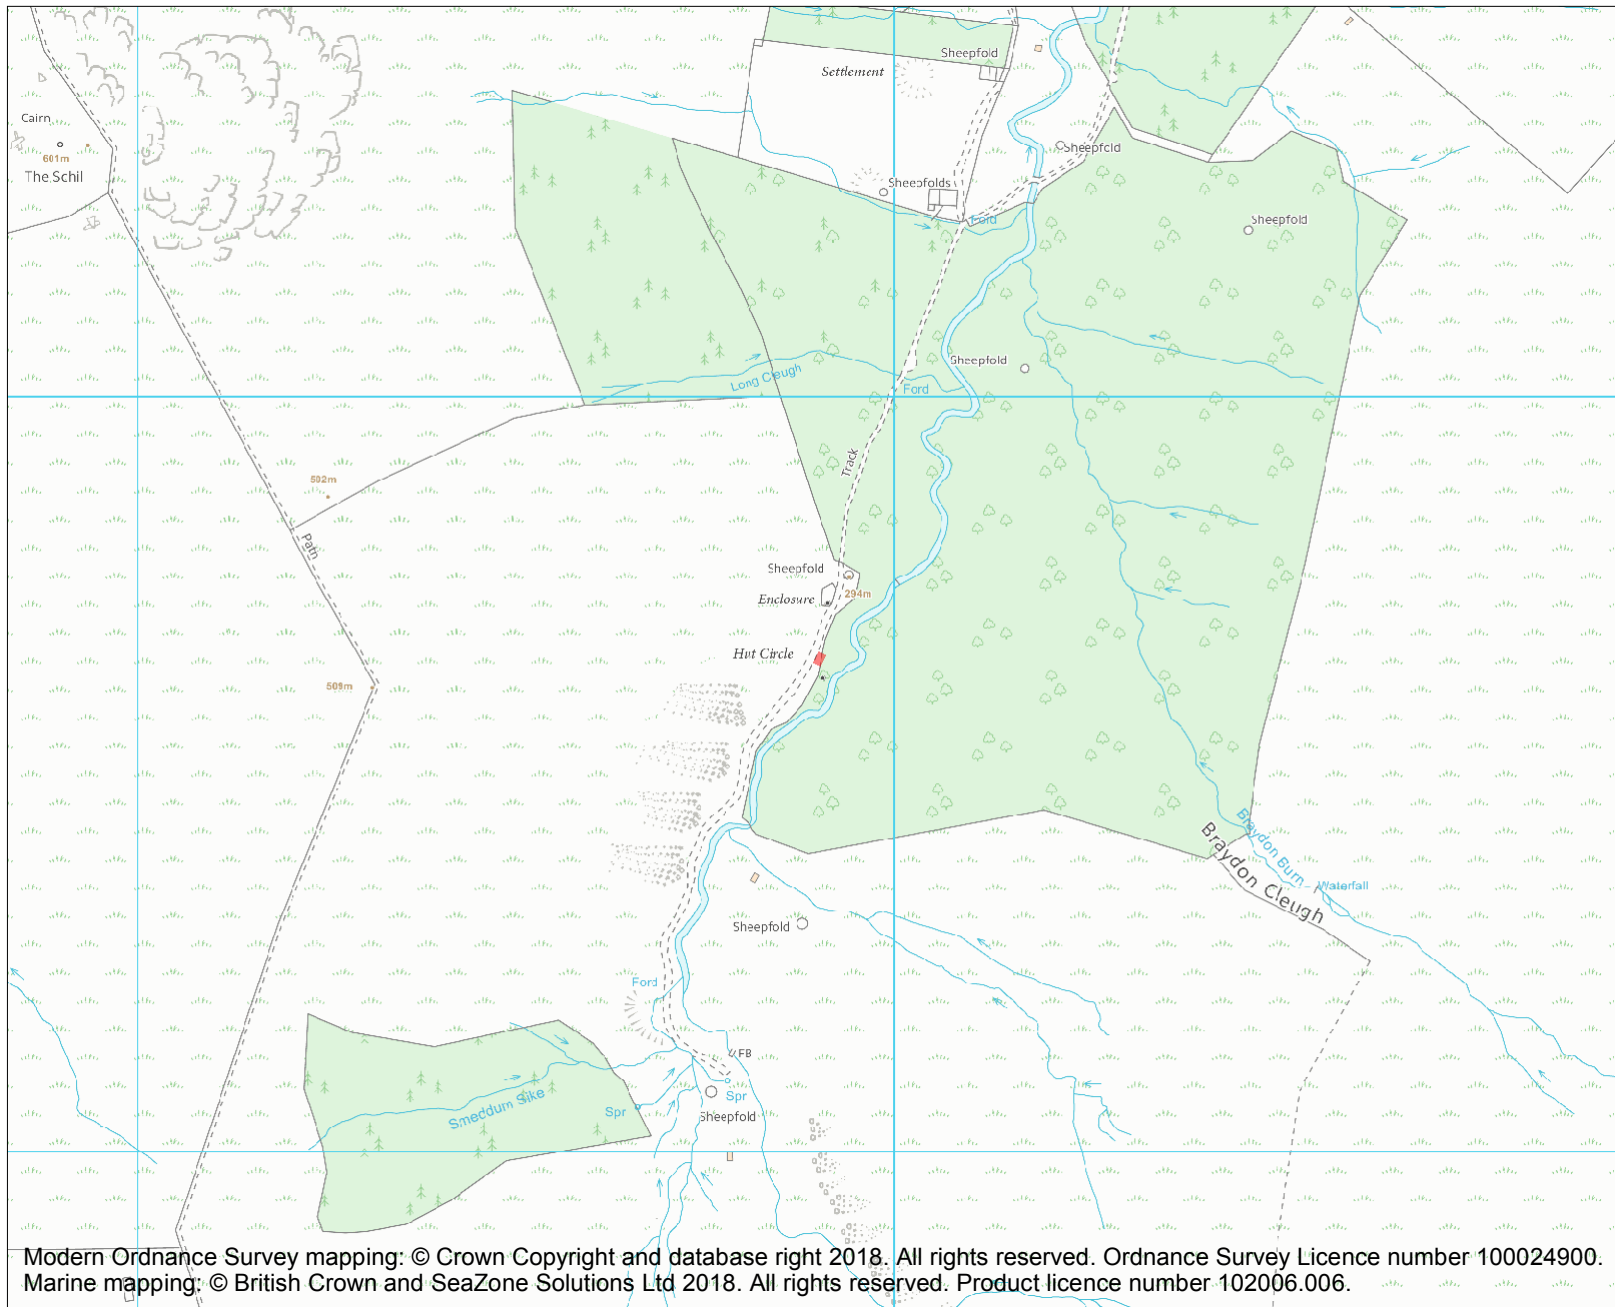 Sheepfold
Settlement
Cairn
601m
The Schil
Sheepfold
Sheepfolds
Ford
Sheepfold
Sheepfold
Long Cleugh
Ford
Track
502m
Path
Sheepfold
Enclosure
294m
Hut Circle
Braydon Burn
Braydon Cleugh
Waterfall
Sheepfold
Ford
FB
Smeddum Sike
Spr
Spr
Sheepfold
Modern Ordnance Survey mapping: © Crown Copyright and database right 2018. All rights reserved. Ordnance Survey Licence number 100024900.
Marine mapping: © British Crown and SeaZone Solutions Ltd 2018. All rights reserved. Product licence number 102006.006.